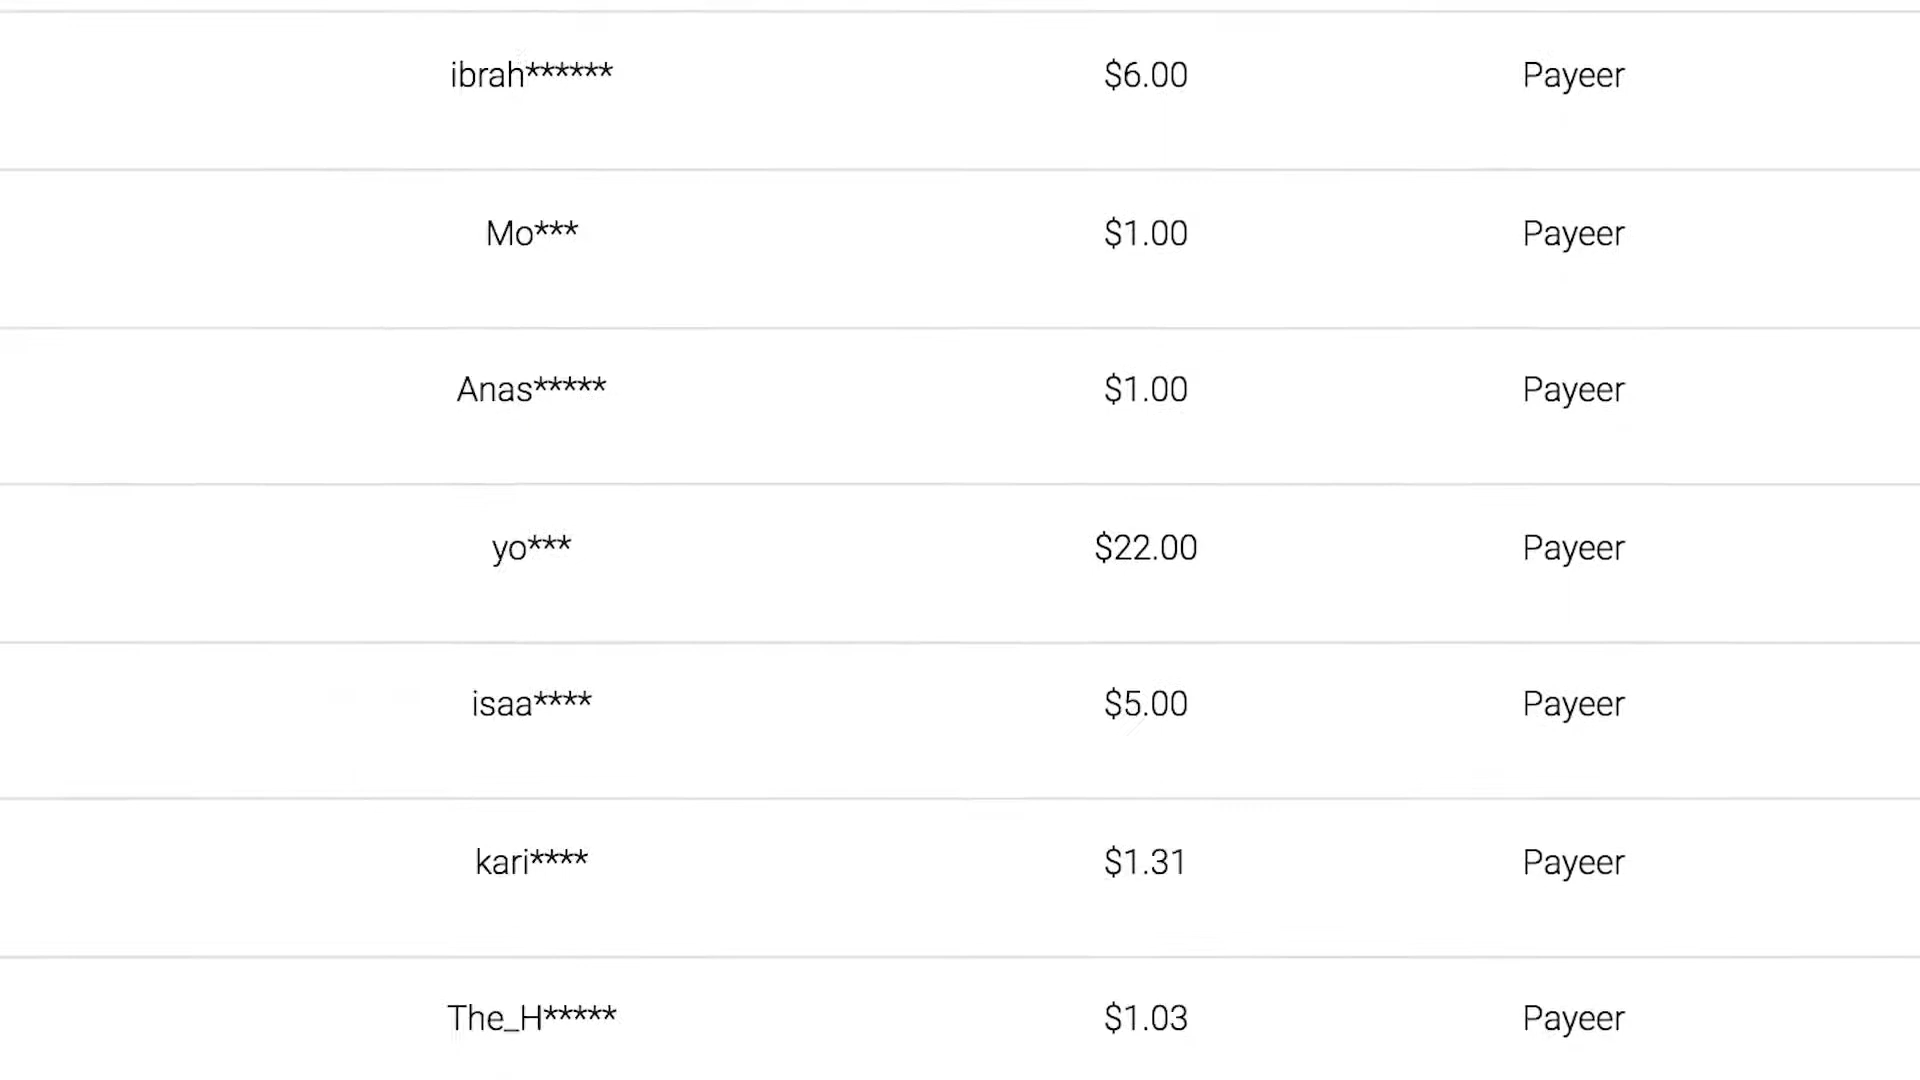 ibrah****** $6.00 Payeer
Mo*** $1.00 Payeer
Anas***** $1.00 Payeer
yo*** $22.00 Payeer
isaa**** $5.00 Payeer
kari**** $1.31 Payeer
The_H***** $1.03 Payeer